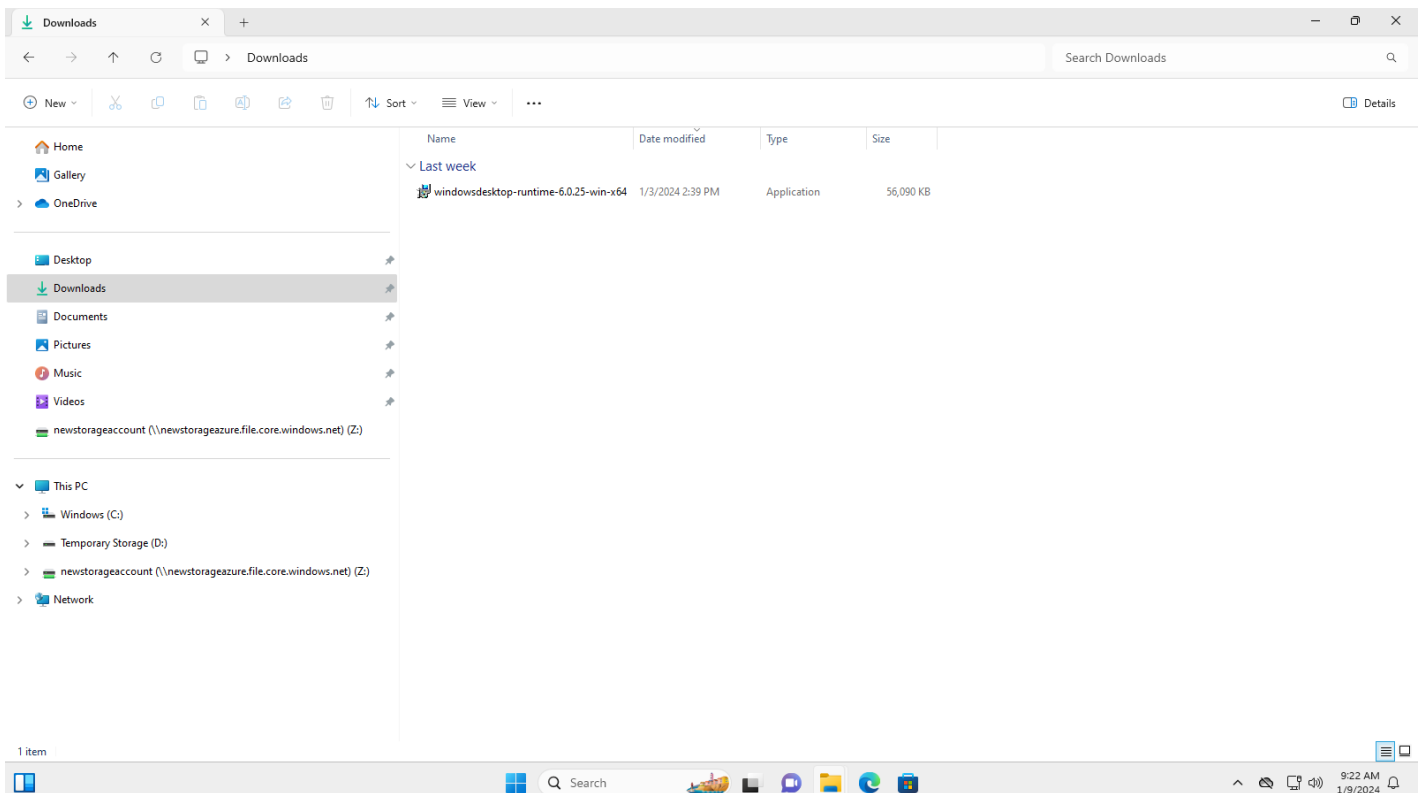 Downloads
Downloads
Search Downloads
New
Sort
View
Details
Home
Gallery
OneDrive
Desktop
Downloads
Documents
Pictures
Music
Videos
newstorageaccount (\\newstorageazure.file.core.windows.net) (Z:)
This PC
Windows (C:)
Temporary Storage (D:)
newstorageaccount (\\newstorageazure.file.core.windows.net) (Z:)
Network
Name Date modified Type Size
Last week
windowsdesktop-runtime-6.0.25-win-x64 1/3/2024 2:39 PM Application 56,090 KB
1 item
Search
9:22 AM
1/9/2024